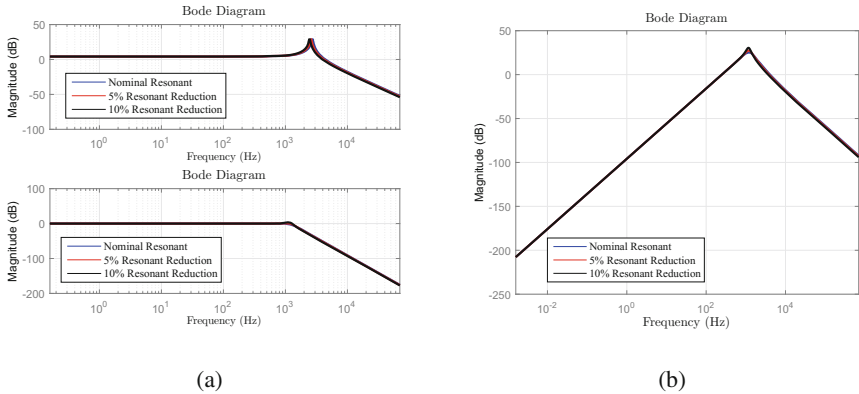 Bode Diagram
50
0
-50
-100
Magnitude (dB)
Nominal Resonant
5% Resonant Reduction
10% Resonant Reduction
10^0
10^1
10^2
10^3
10^4
Frequency (Hz)
Bode Diagram
100
0
-100
-200
Magnitude (dB)
Nominal Resonant
5% Resonant Reduction
10% Resonant Reduction
10^0
10^1
10^2
10^3
10^4
Frequency (Hz)
(a)
Bode Diagram
50
0
-50
-100
-150
-200
-250
Magnitude (dB)
Nominal Resonant
5% Resonant Reduction
10% Resonant Reduction
10^-2
10^0
10^2
10^4
Frequency (Hz)
(b)